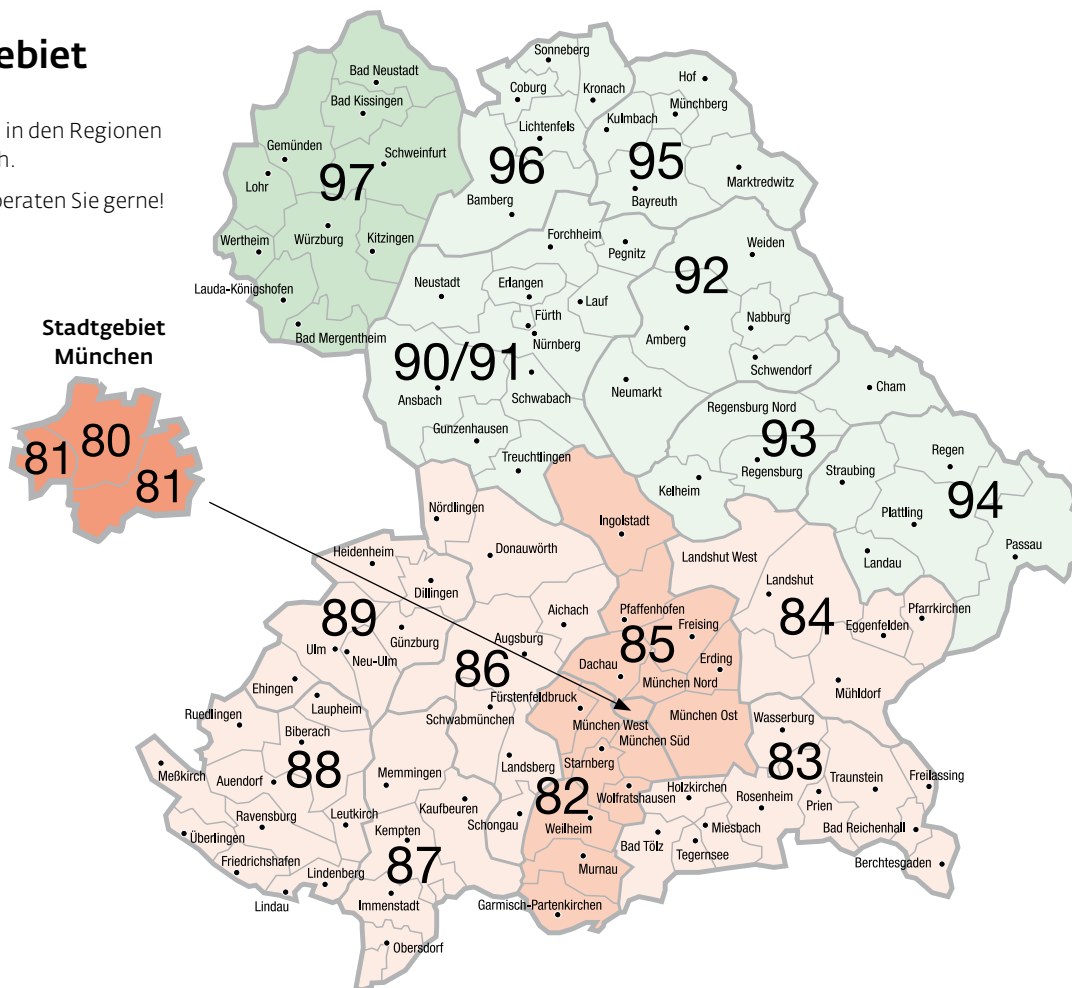 ebiet
in den Regionen
h.
beraten Sie gerne!
Stadtgebiet
München
81
80
81
Sonneberg
Hof
Bad Neustadt
Coburg
Kronach
Bad Kissingen
Münchberg
Kulmbach
Lichtenfels
Gemünden
Schweinfurt
96
95
97
Lohr
Marktredwitz
Bamberg
Bayreuth
Wertheim
Würzburg
Kitzingen
Forchheim
Pegnitz
Weiden
92
Neustadt
Erlangen
Lauda-Königshofen
Lauf
Fürth
Nabburg
Bad Mergentheim
Nürnberg
Amberg
90/91
Schwendorf
Ansbach
Schwabach
Neumarkt
Cham
Regensburg Nord
Gunzenhausen
93
Treuchtlingen
Regensburg
Straubing
Regen
Kelheim
94
Nördlingen
Ingolstadt
Plattling
Passau
Heidenheim
Donauwörth
Landshut West
Landau
Dillingen
Landshut
89
Aichach
Pfaffenhofen
84
Pfarrkirchen
Günzburg
Augsburg
Freising
Eggenfelden
Ulm
Neu-Ulm
85
86
Dachau
Erding
München Nord
Ehingen
Fürstenfeldbruck
Mühldorf
Laupheim
Schwabmünchen
München Ost
Ruedlingen
München West
Wasserburg
Biberach
München Süd
Meßkirch
88
Landsberg
Starnberg
83
Auendorf
Memmingen
Traunstein
Freilassing
82
Wolfratshausen
Holzkirchen
Kaufbeuren
Rosenheim
Prien
Ravensburg
Leutkirch
Schongau
Weilheim
Miesbach
Bad Reichenhall
Überlingen
Kempten
Bad Tölz
Tegernsee
Friedrichshafen
87
Murnau
Berchtesgaden
Lindenberg
Lindau
Immenstadt
Garmisch-Partenkirchen
Obersdorf